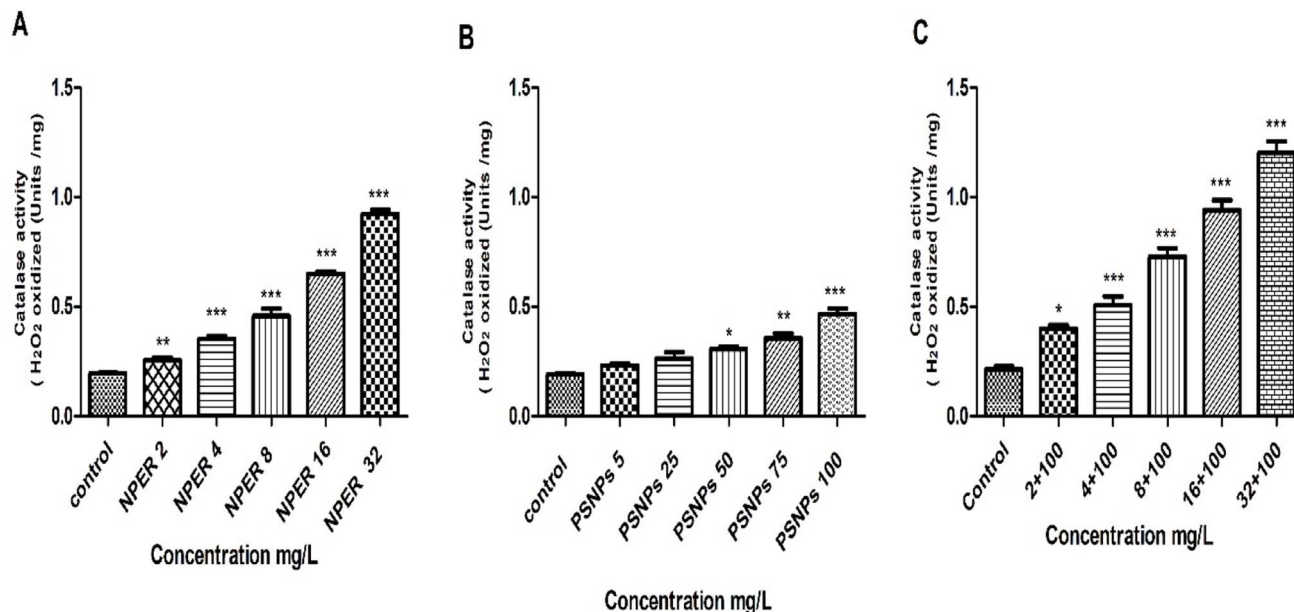 A
Catalase activity
( H₂O₂ oxidized (Units /mg)
1.5
1.0
0.5
0.0
**
***
***
***
***
control
NPER 2
NPER 4
NPER 8
NPER 16
NPER 32
Concentration mg/L
B
Catalase activity
( H₂O₂ oxidized (Units /mg)
1.5
1.0
0.5
0.0
*
**
***
control
PSNPs 5
PSNPs 25
PSNPs 50
PSNPs 75
PSNPs 100
Concentration mg/L
C
Catalase activity
( H₂O₂ oxidized (Units /mg)
1.5
1.0
0.5
0.0
*
***
***
***
***
Control
2+100
4+100
8+100
16+100
32+100
Concentration mg/L